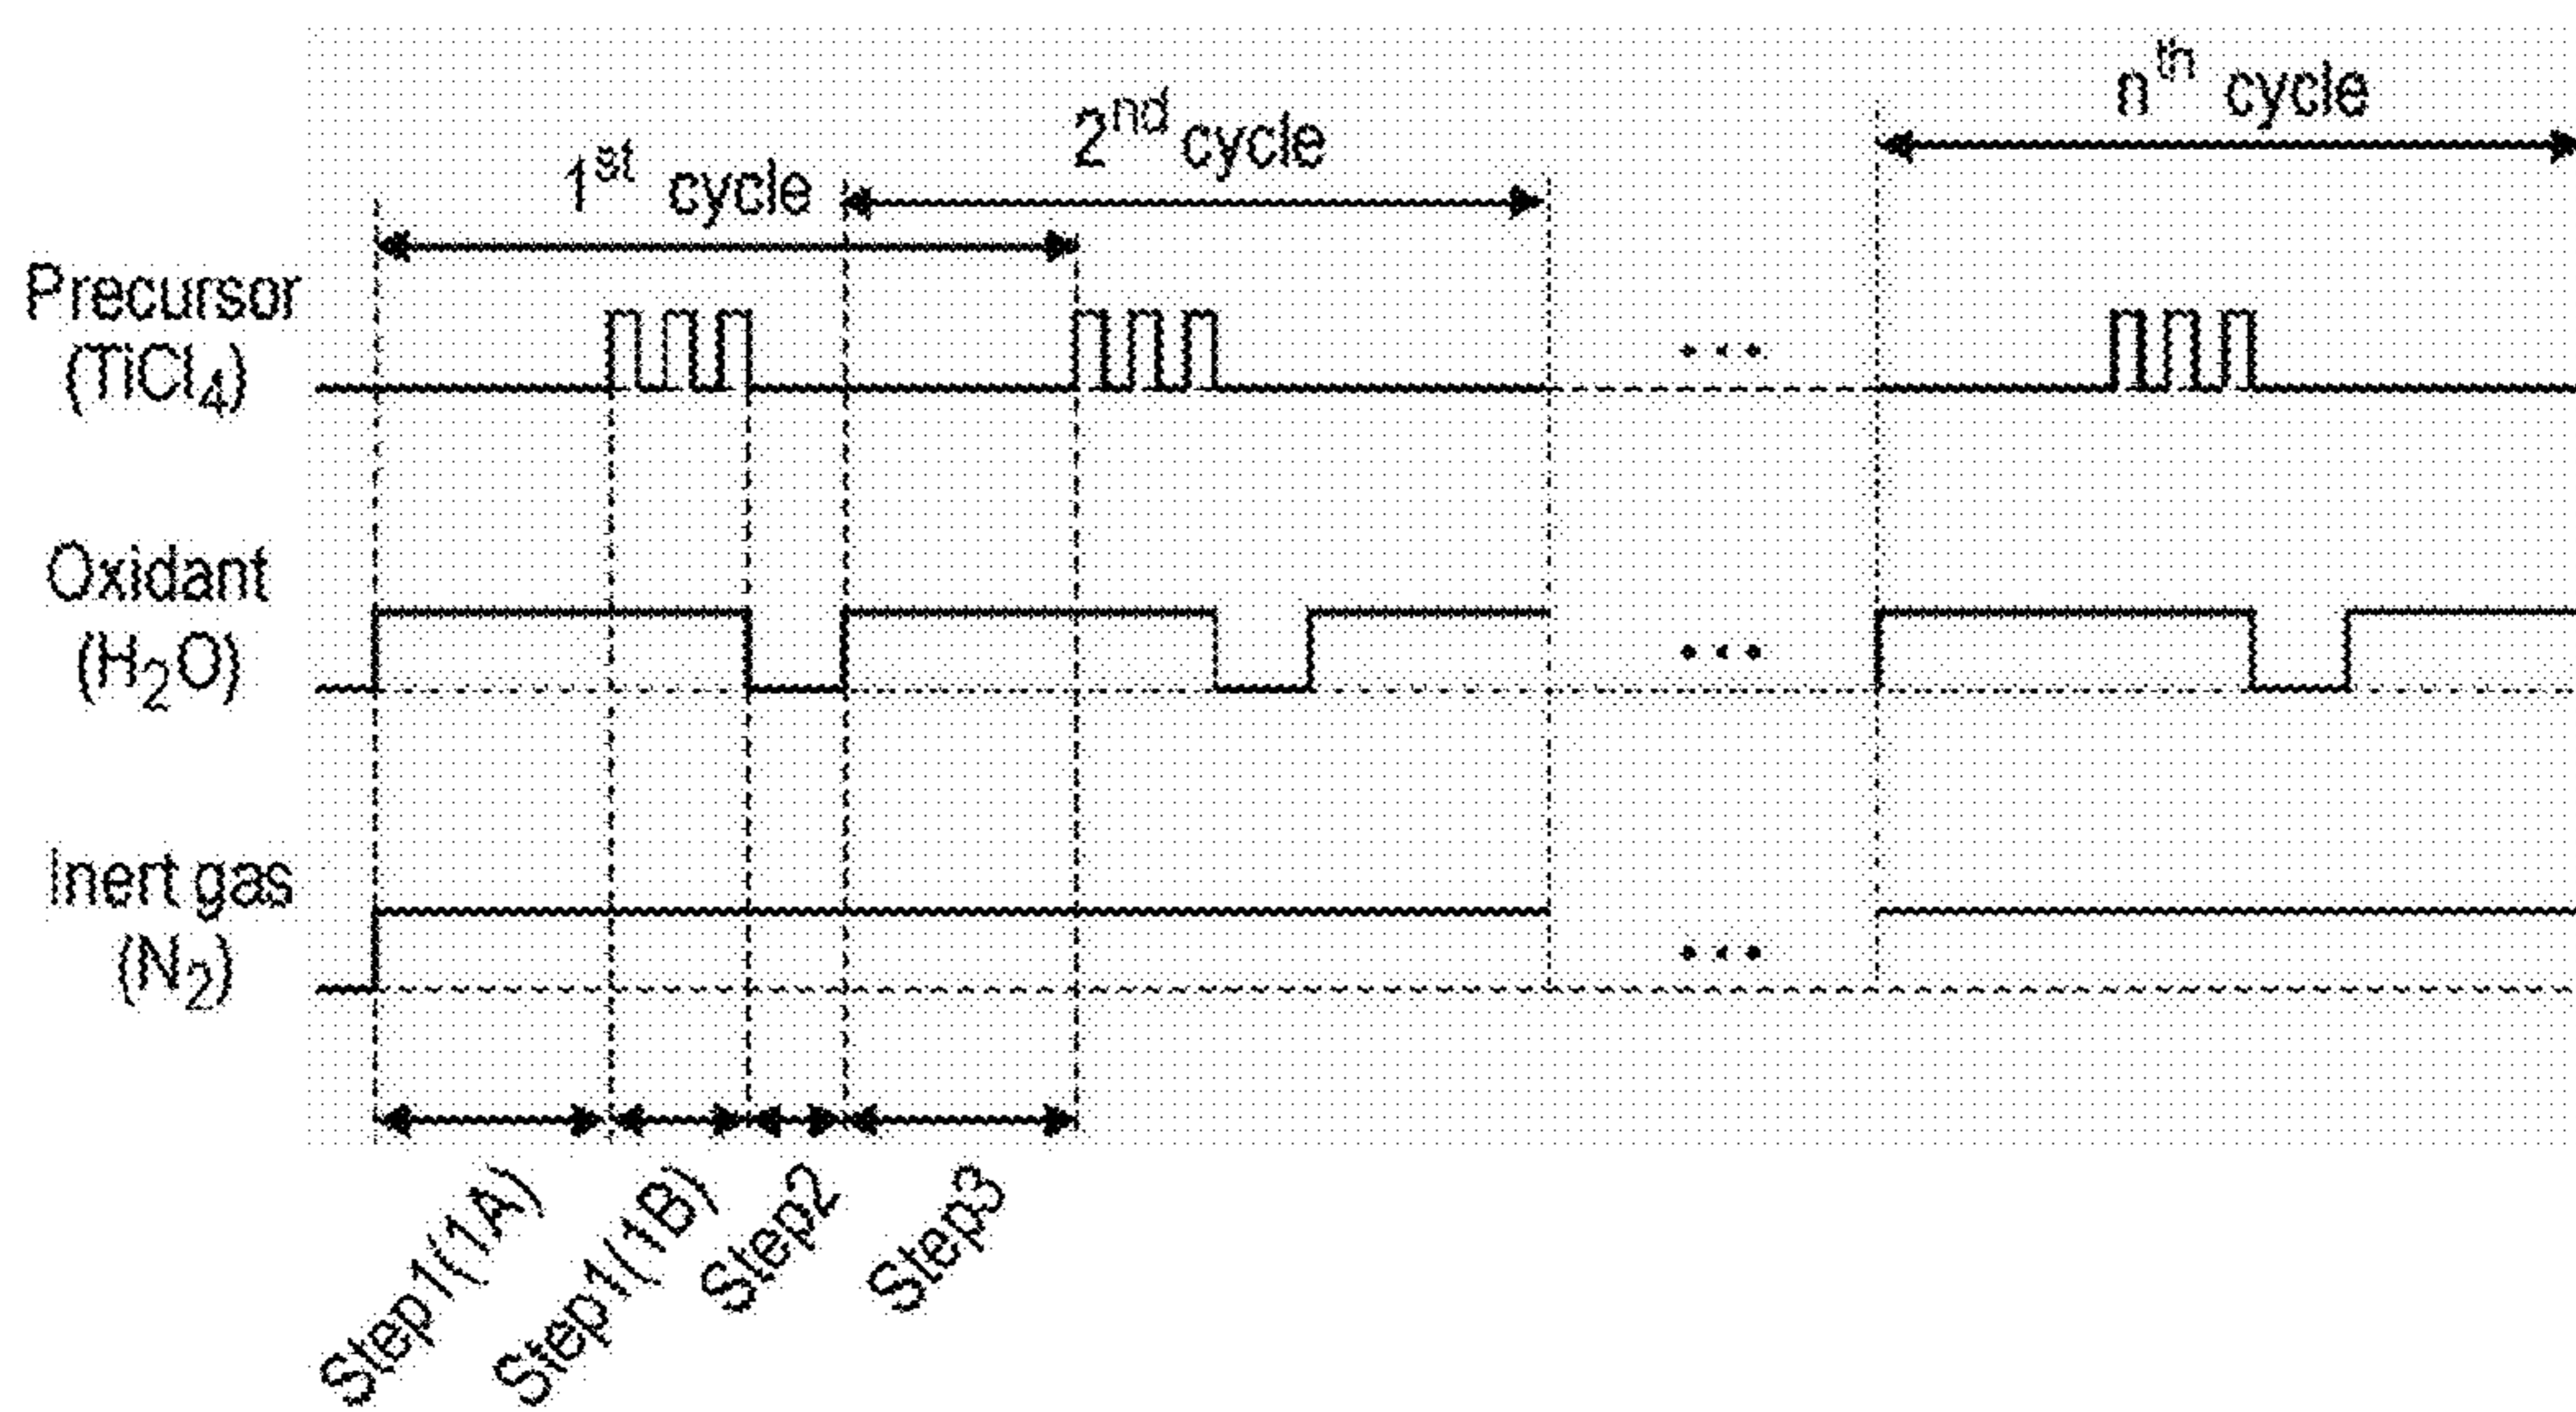 nth cycle
2nd cycle
1st cycle
Precursor
(TiCl4)
...
Oxidant
(H2O)
...
Inert gas
(N2)
...
Step1(1A)
Step1(1B)
Step2
Step3